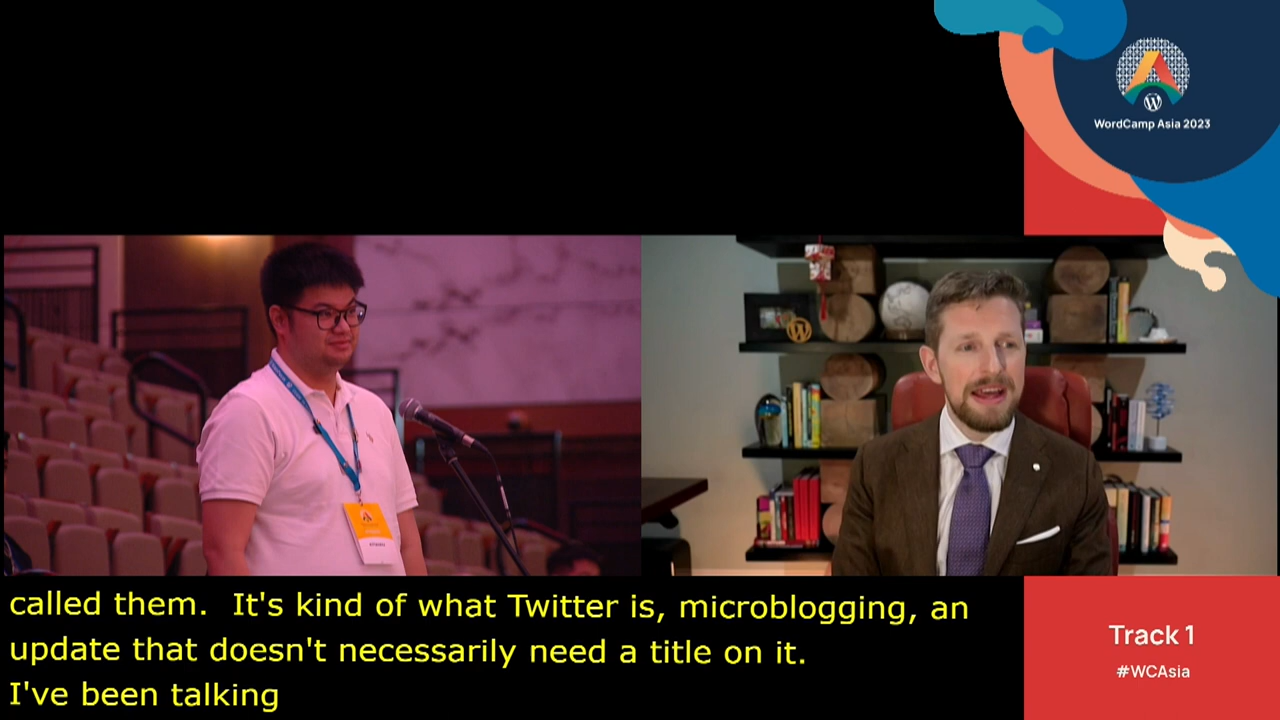 WordCamp Asia 2023
called them.  It's kind of what Twitter is, microblogging, an
update that doesn't necessarily need a title on it.
I've been talking
Track 1
#WCAsia